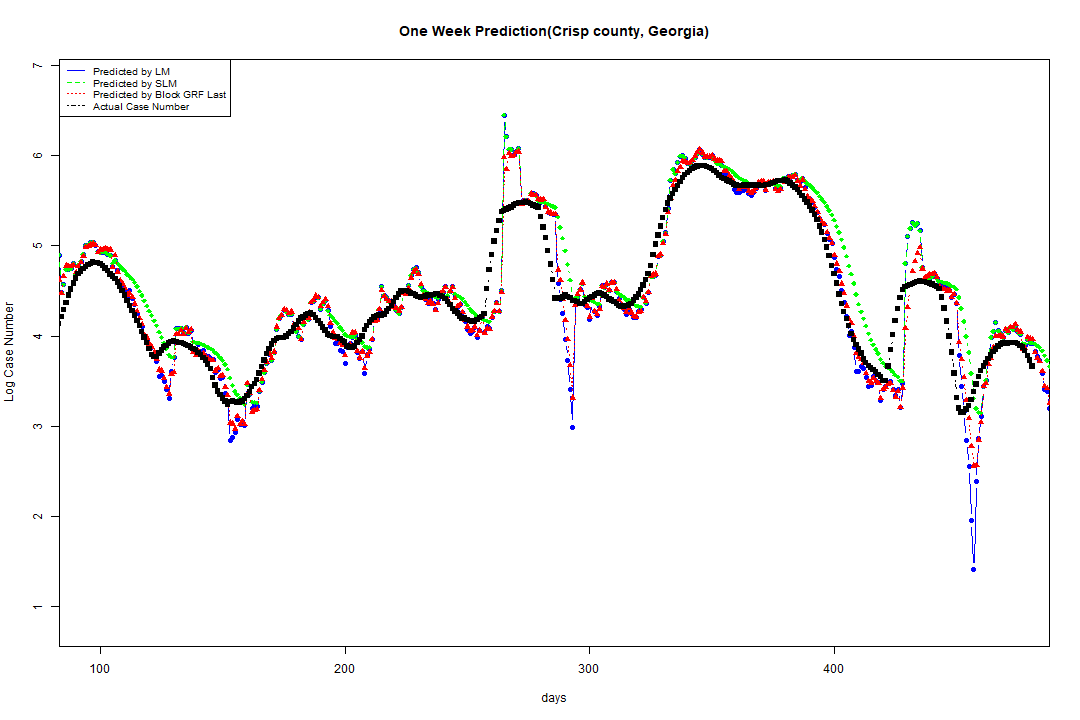 One Week Prediction(Crisp county, Georgia)
Predicted by LM
Predicted by SLM
Predicted by Block GRF Last
Actual Case Number
7
6
5
4
3
2
1
Log Case Number
100 200 300 400
days